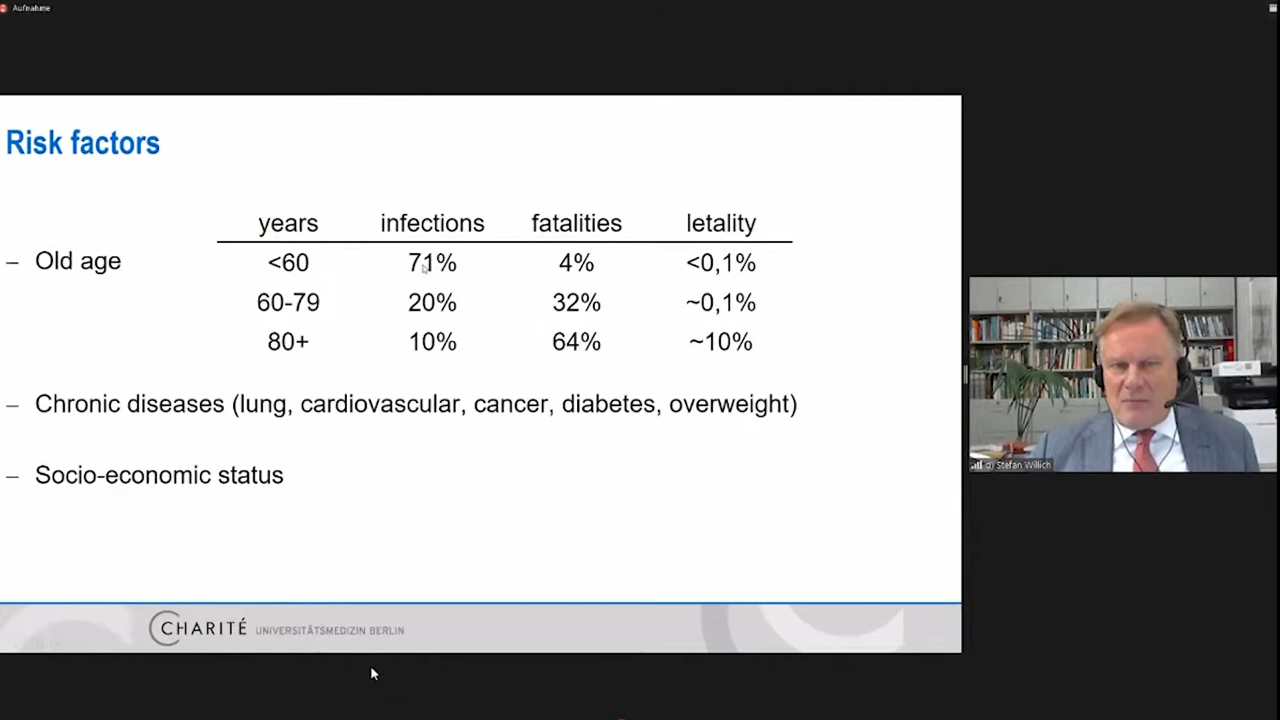 Aufnahme
Risk factors
years infections fatalities letality
– Old age <60 71% 4% <0,1%
60-79 20% 32% ~0,1%
80+ 10% 64% ~10%
– Chronic diseases (lung, cardiovascular, cancer, diabetes, overweight)
– Socio-economic status
CHARITÉ UNIVERSITÄTSMEDIZIN BERLIN
d) Stefan Willich